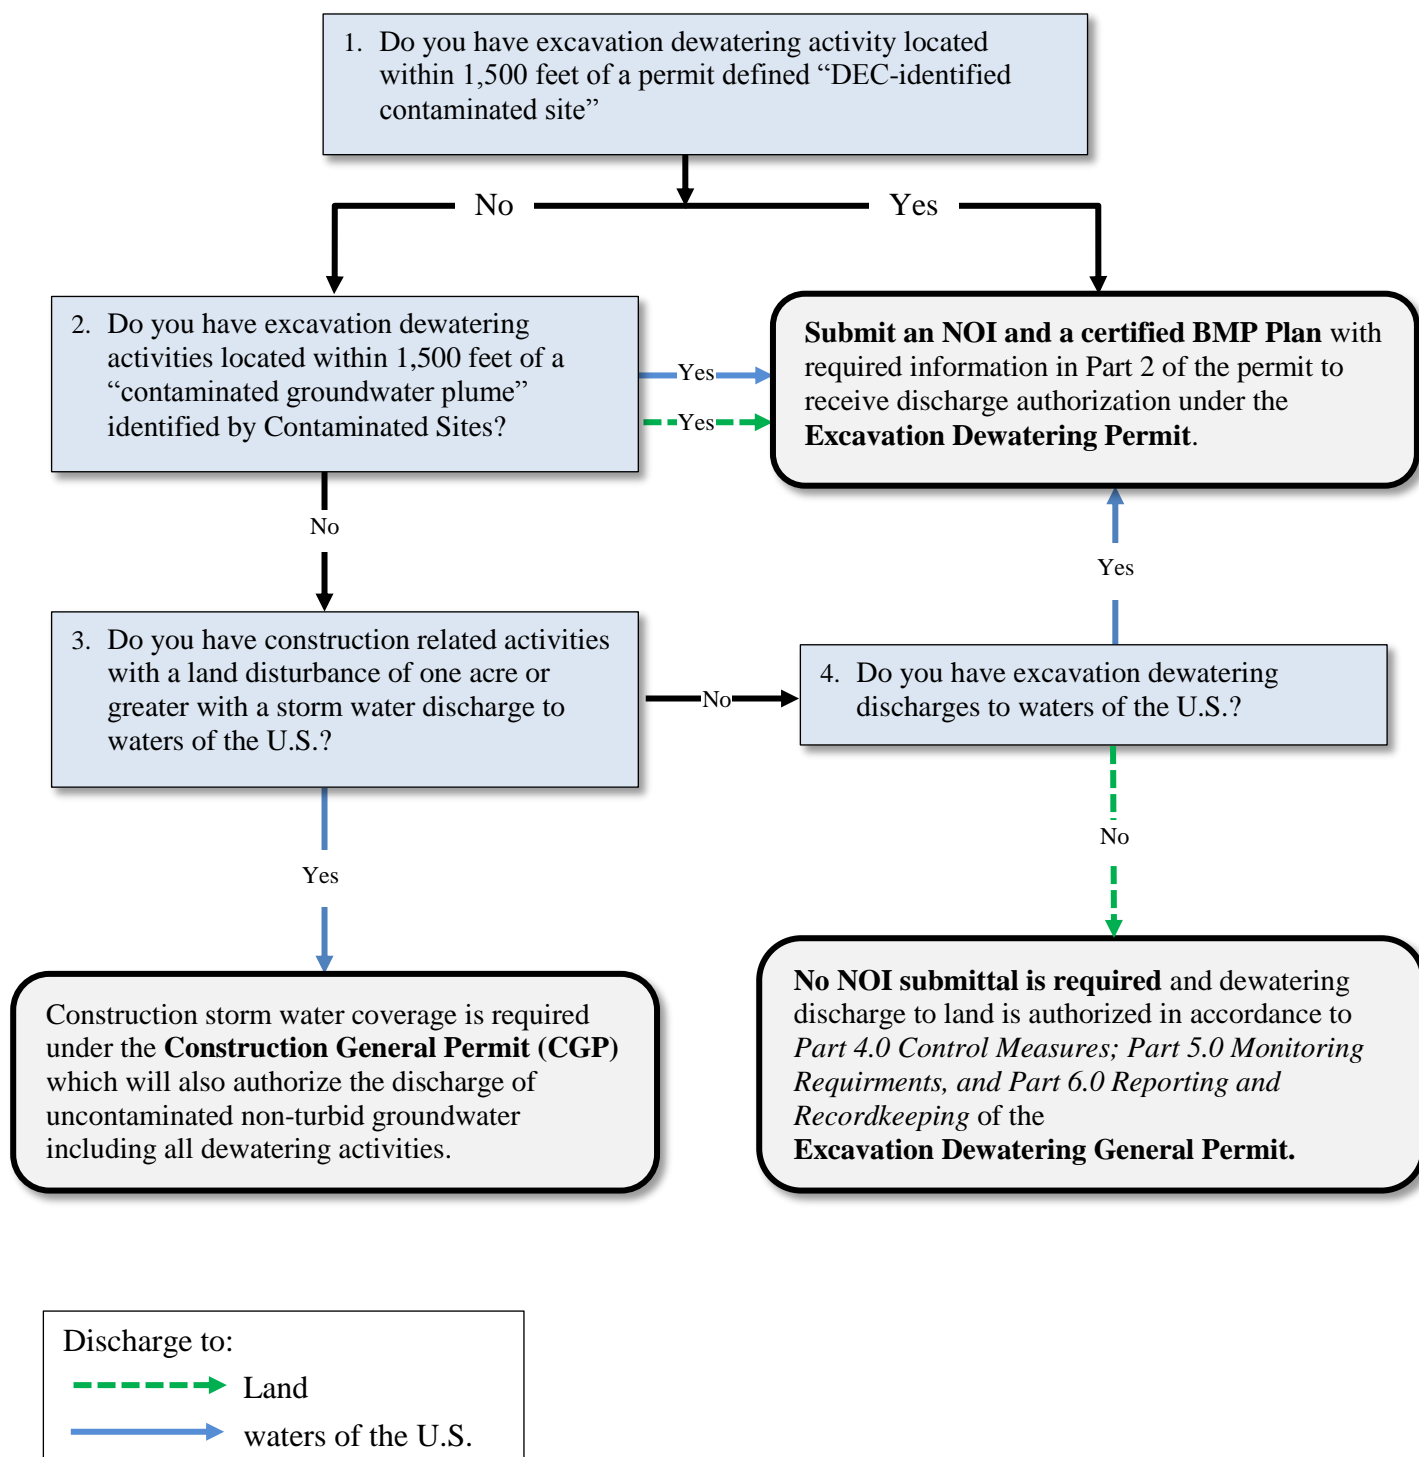 1. Do you have excavation dewatering activity located
within 1,500 feet of a permit defined “DEC-identified
contaminated site”
No
Yes
2. Do you have excavation dewatering
activities located within 1,500 feet of a
“contaminated groundwater plume”
identified by Contaminated Sites?
Yes
Yes
Submit an NOI and a certified BMP Plan with
required information in Part 2 of the permit to
receive discharge authorization under the
Excavation Dewatering Permit.
No
Yes
3. Do you have construction related activities
with a land disturbance of one acre or
greater with a storm water discharge to
waters of the U.S.?
No
4. Do you have excavation dewatering
discharges to waters of the U.S.?
Yes
No
Construction storm water coverage is required
under the Construction General Permit (CGP)
which will also authorize the discharge of
uncontaminated non-turbid groundwater
including all dewatering activities.
No NOI submittal is required and dewatering
discharge to land is authorized in accordance to
Part 4.0 Control Measures; Part 5.0 Monitoring
Requirments, and Part 6.0 Reporting and
Recordkeeping of the
Excavation Dewatering General Permit.
Discharge to:
Land
waters of the U.S.